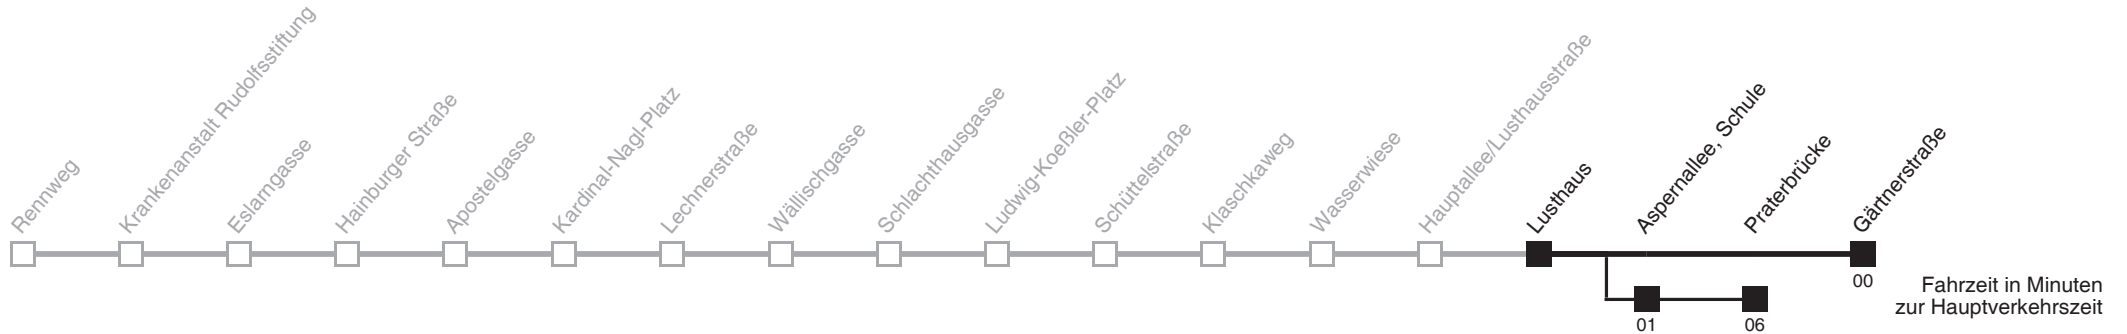 Rennweg
Krankenanstalt Rudolfsstiftung
Eslarngasse
Hainburger Straße
Apostelgasse
Kardinal-Nagl-Platz
Lechnerstraße
Wällischgasse
Schlachthausgasse
Ludwig-Koeßler-Platz
Schüttelstraße
Klaschkaweg
Wasserwiese
Hauptallee/Lusthausstraße
Lusthaus
Aspernallee, Schule
Praterbrücke
Gärtnerstraße
00
01
06
Fahrzeit in Minuten
zur Hauptverkehrszeit